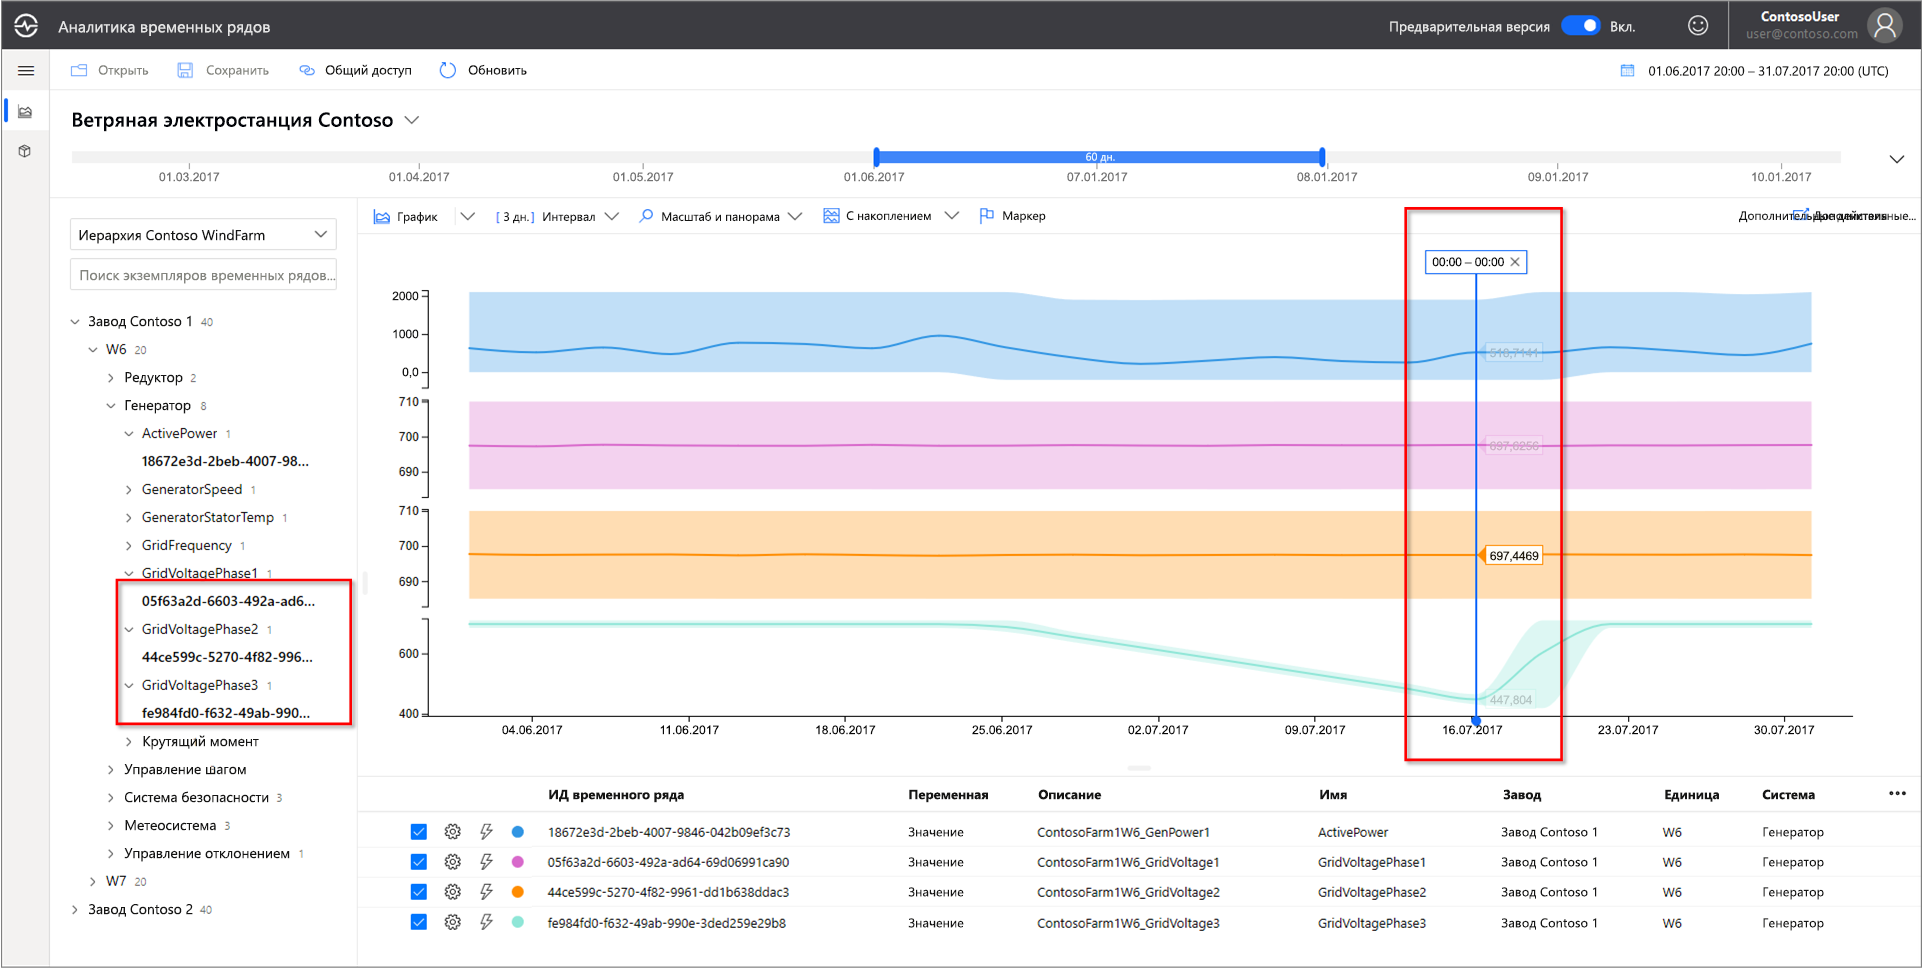 Аналитика временных рядов
Предварительная версия Вкл.
ContosoUser
user@contoso.com
Открыть Сохранить Общий доступ Обновить
01.06.2017 20:00 – 31.07.2017 20:00 (UTC)
Ветряная электростанция Contoso
60 дн.
01.03.2017 01.04.2017 01.05.2017 01.06.2017 07.01.2017 08.01.2017 09.01.2017 10.01.2017
График [ 3 дн.] Интервал Масштаб и панорама С накоплением Маркер
Иерархия Contoso WindFarm
Поиск экземпляров временных рядов...
Завод Contoso 1 40
W6 20
Редуктор 2
Генератор 8
ActivePower 1
18672e3d-2beb-4007-98...
GeneratorSpeed 1
GeneratorStatorTemp 1
GridFrequency 1
GridVoltagePhase1 1
05f63a2d-6603-492a-ad6...
GridVoltagePhase2 1
44ce599c-5270-4f82-996...
GridVoltagePhase3 1
fe984fd0-f632-49ab-990...
Крутящий момент
Управление шагом
Система безопасности 3
Метеосистема 3
Управление отклонением 1
W7 20
Завод Contoso 2 40
00:00 – 00:00
2000
1000
0,0
518,7141
710
700
690
697,6256
710
700
690
697,4469
600
400
447,804
04.06.2017 11.06.2017 18.06.2017 25.06.2017 02.07.2017 09.07.2017 16.07.2017 23.07.2017 30.07.2017
ИД временного ряда Переменная Описание Имя Завод Единица Система
18672e3d-2beb-4007-9846-042b09ef3c73 Значение ContosoFarm1W6_GenPower1 ActivePower Завод Contoso 1 W6 Генератор
05f63a2d-6603-492a-ad64-69d06991ca90 Значение ContosoFarm1W6_GridVoltage1 GridVoltagePhase1 Завод Contoso 1 W6 Генератор
44ce599c-5270-4f82-9961-dd1b638ddac3 Значение ContosoFarm1W6_GridVoltage2 GridVoltagePhase2 Завод Contoso 1 W6 Генератор
fe984fd0-f632-49ab-990e-3ded259e29b8 Значение ContosoFarm1W6_GridVoltage3 GridVoltagePhase3 Завод Contoso 1 W6 Генератор